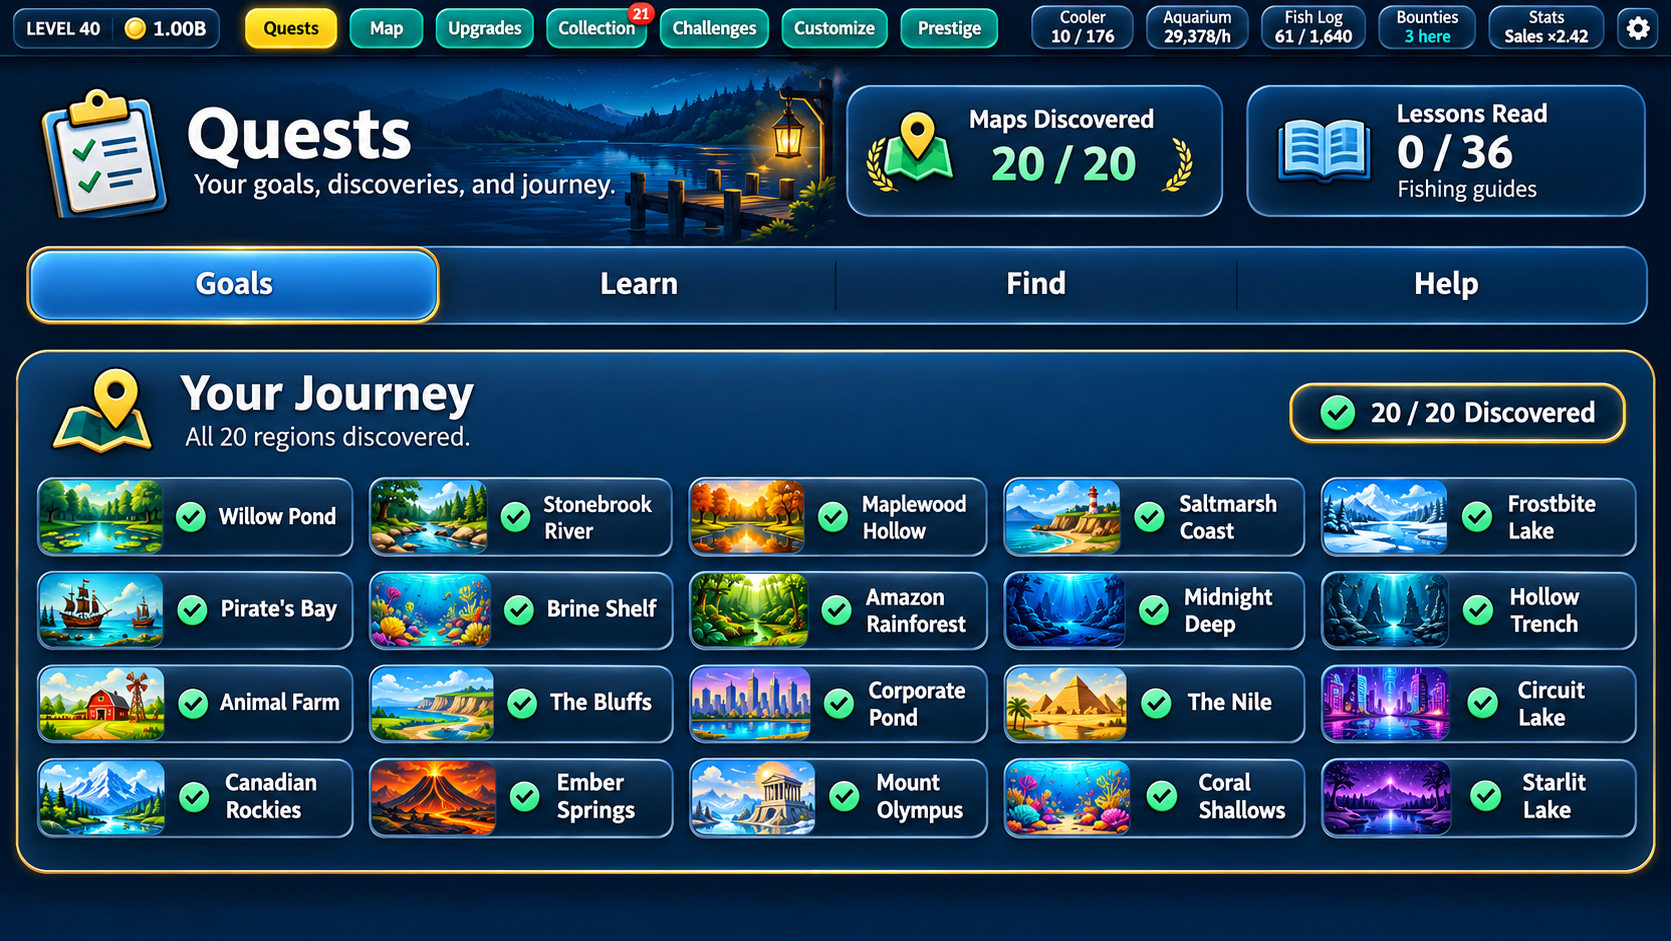 LEVEL 40
1.00B
Quests
Map
Upgrades
Collection
21
Challenges
Customize
Prestige
Cooler
10 / 176
Aquarium
29,378/h
Fish Log
61 / 1,640
Bounties
3 here
Stats
Sales ×2.42
Quests
Your goals, discoveries, and journey.
Maps Discovered
20 / 20
Lessons Read
0 / 36
Fishing guides
Goals
Learn
Find
Help
Your Journey
All 20 regions discovered.
20 / 20 Discovered
Willow Pond
Stonebrook
River
Maplewood
Hollow
Saltmarsh
Coast
Frostbite
Lake
Pirate's Bay
Brine Shelf
Amazon
Rainforest
Midnight
Deep
Hollow
Trench
Animal Farm
The Bluffs
Corporate
Pond
The Nile
Circuit
Lake
Canadian
Rockies
Ember
Springs
Mount
Olympus
Coral
Shallows
Starlit
Lake